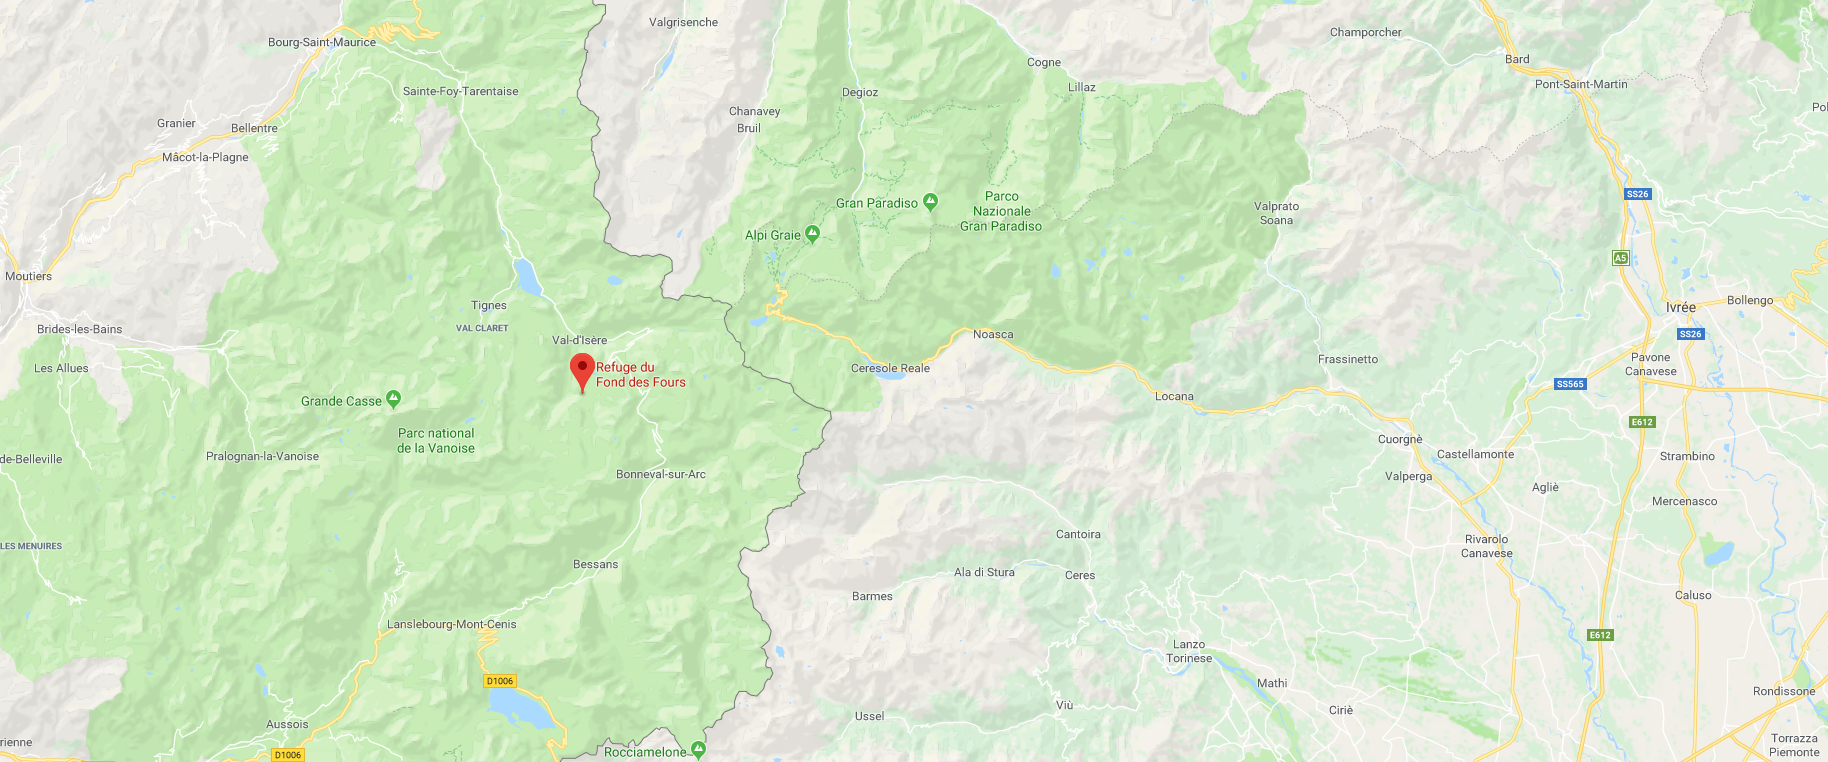 Valgrisenche
Champorcher
Bourg-Saint-Maurice
Cogne
Bard
Sainte-Foy-Tarentaise
Degioz
Lillaz
Pont-Saint-Martin
Chanavey
Bruil
Granier
Bellentre
Mâcot-la-Plagne
SS26
Gran Paradiso
Parco
Nazionale
Gran Paradiso
Valprato
Soana
Alpi Graie
A5
Moutiers
Tignes
VAL CLARET
Ivrée
Bollengo
Brides-les-Bains
Val-d'Isère
Noasca
SS26
Les Allues
Refuge du
Fond des Fours
Ceresole Reale
Frassinetto
Pavone
Canavese
SS565
Grande Casse
Locana
Parc national
de la Vanoise
E612
Cuorgnè
Castellamonte
Strambino
de-Belleville
Pralognan-la-Vanoise
Bonneval-sur-Arc
Valperga
Agliè
Mercenasco
LES MENUIRES
Cantoira
Rivarolo
Canavese
Bessans
Ala di Stura
Ceres
Barmes
Caluso
Lanslebourg-Mont-Cenis
E612
Lanzo
Torinese
D1006
Mathi
Rondissone
Aussois
Ussel
Viù
Ciriè
rienne
D1006
Rocciamelone
Torrazza
Piemonte